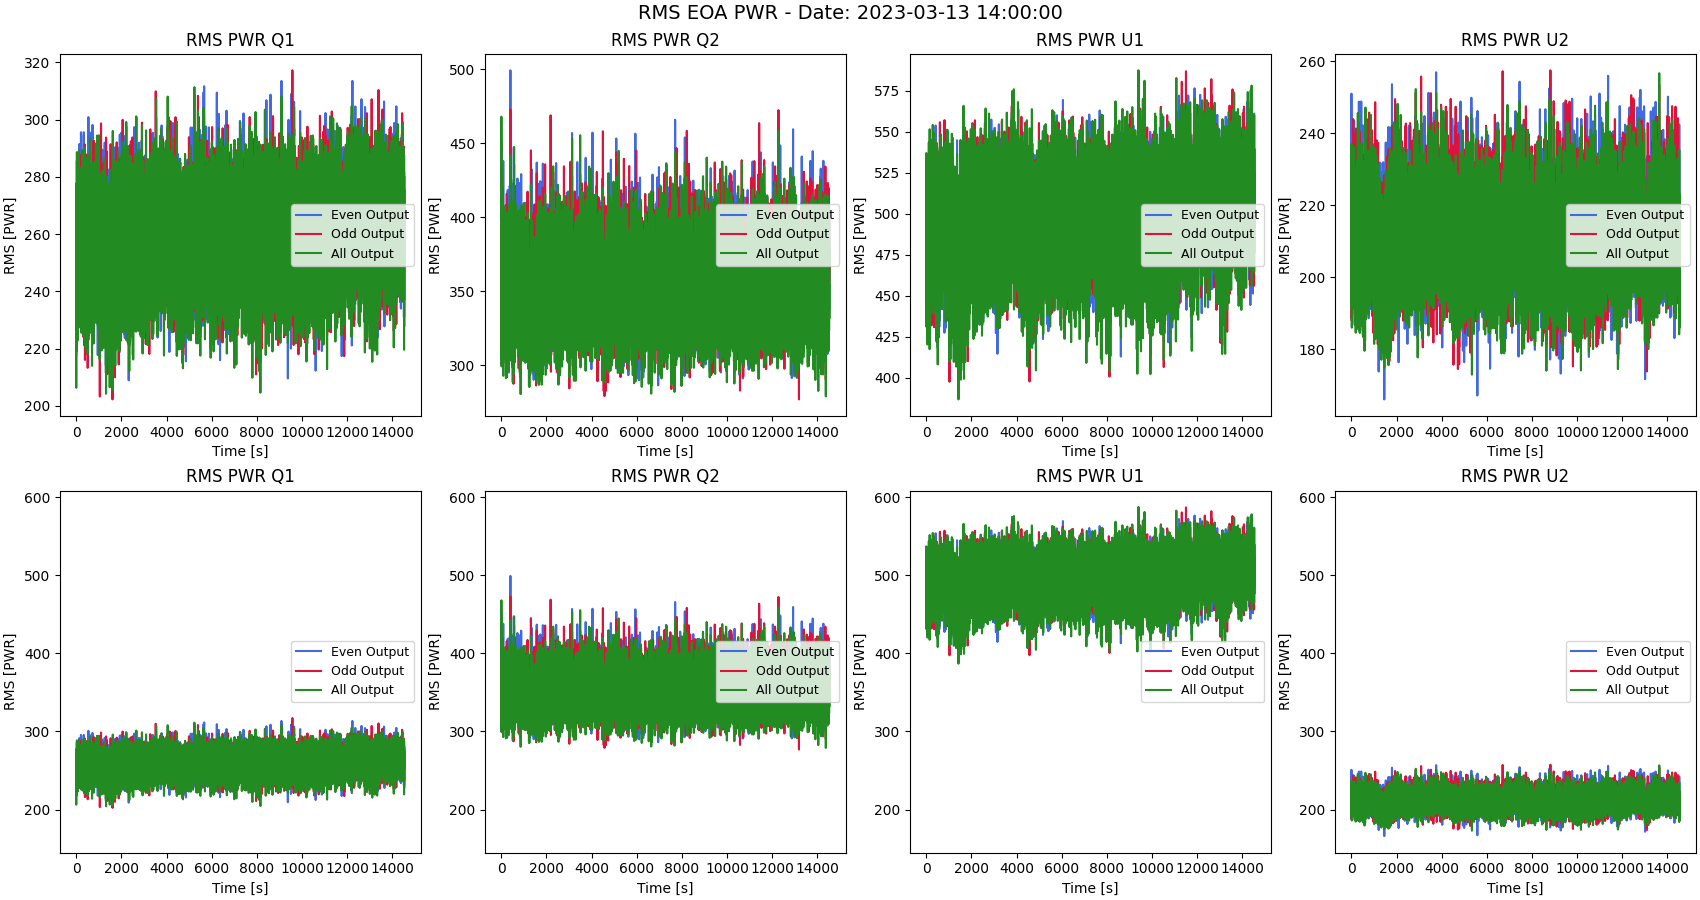 RMS EOA PWR - Date: 2023-03-13 14:00:00
RMS PWR Q1
RMS [PWR]
320
300
280
260
240
220
200
Even Output
Odd Output
All Output
0 2000 4000 6000 8000 10000 12000 14000
Time [s]
RMS PWR Q2
RMS [PWR]
500
450
400
350
300
Even Output
Odd Output
All Output
0 2000 4000 6000 8000 10000 12000 14000
Time [s]
RMS PWR U1
RMS [PWR]
575
550
525
500
475
450
425
400
Even Output
Odd Output
All Output
0 2000 4000 6000 8000 10000 12000 14000
Time [s]
RMS PWR U2
RMS [PWR]
260
240
220
200
180
Even Output
Odd Output
All Output
0 2000 4000 6000 8000 10000 12000 14000
Time [s]
RMS PWR Q1
RMS [PWR]
600
500
400
300
200
Even Output
Odd Output
All Output
0 2000 4000 6000 8000 10000 12000 14000
Time [s]
RMS PWR Q2
RMS [PWR]
600
500
400
300
200
Even Output
Odd Output
All Output
0 2000 4000 6000 8000 10000 12000 14000
Time [s]
RMS PWR U1
RMS [PWR]
600
500
400
300
200
Even Output
Odd Output
All Output
0 2000 4000 6000 8000 10000 12000 14000
Time [s]
RMS PWR U2
RMS [PWR]
600
500
400
300
200
Even Output
Odd Output
All Output
0 2000 4000 6000 8000 10000 12000 14000
Time [s]